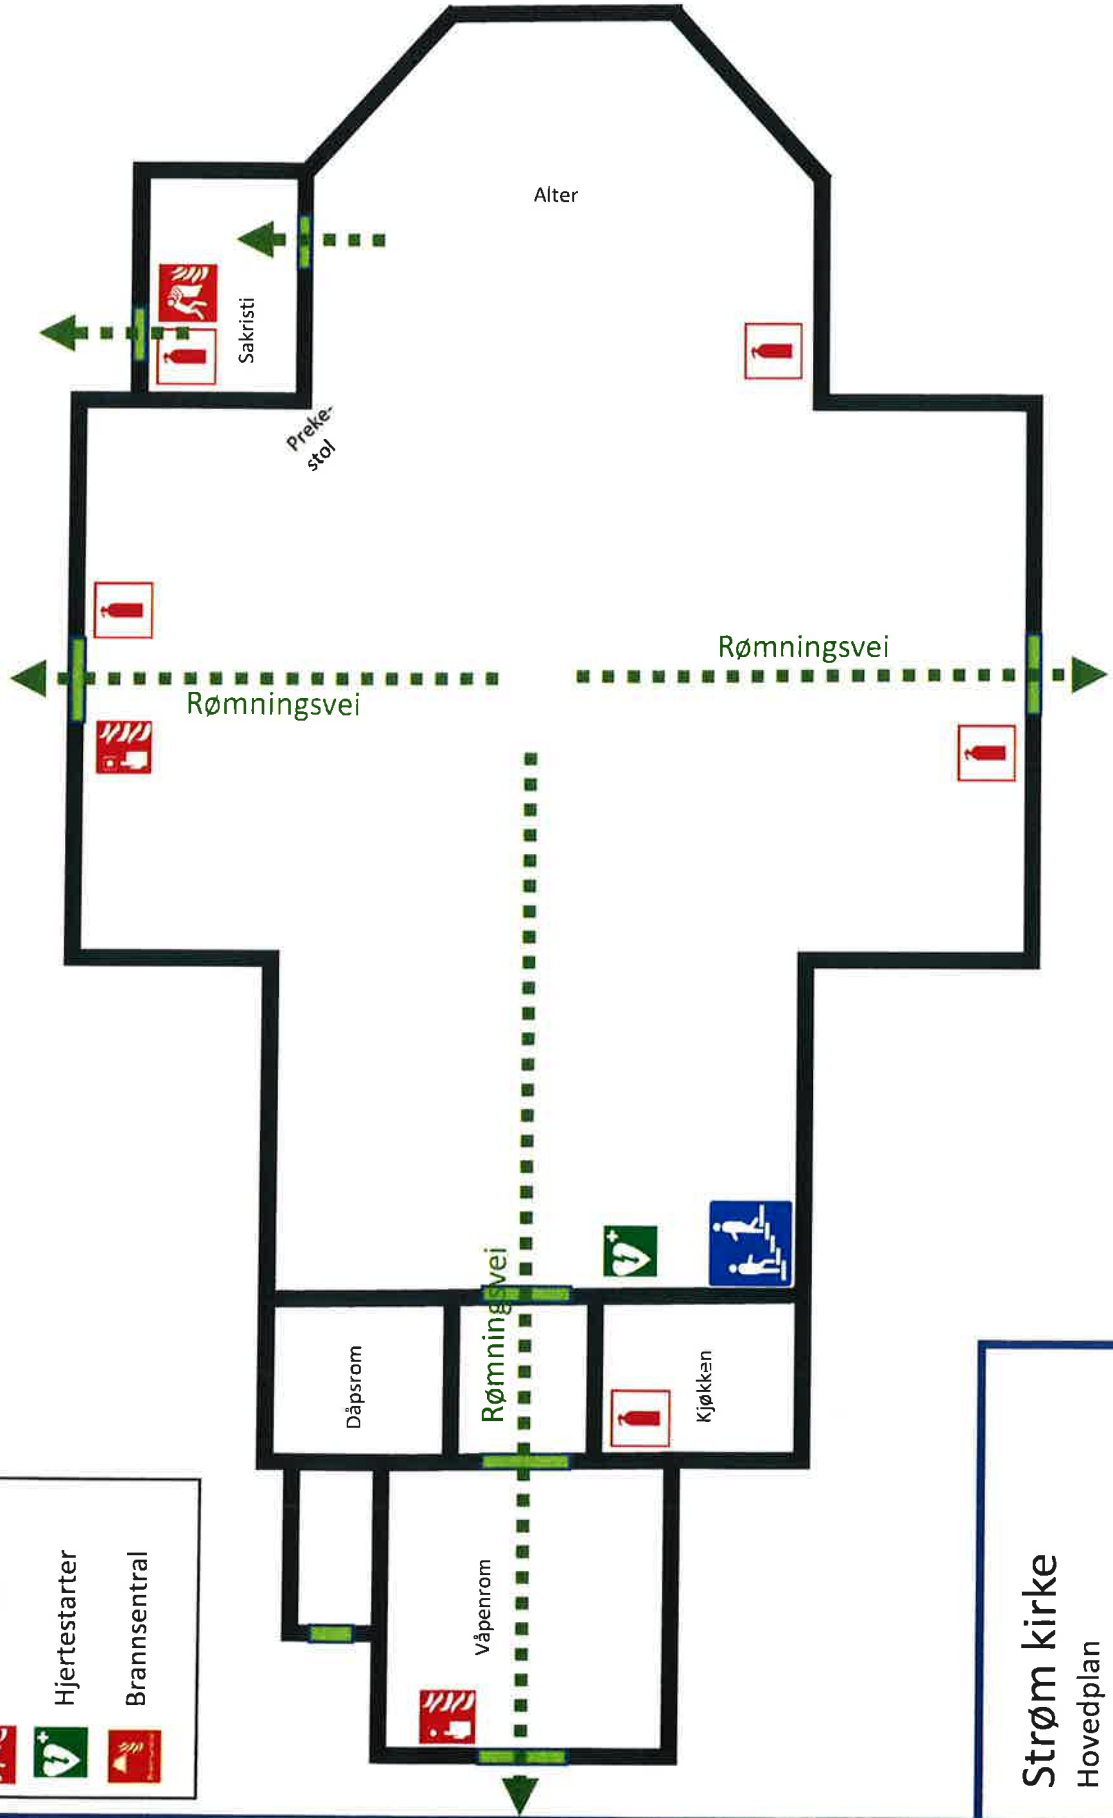 Alter
Sakristi
Preke-
stol
Rømningsvei
Rømningsvei
Rømningsvei
Dåpsrom
Kjøkken
Våpenrom
Hjertestarter
Brannsentral
Strøm kirke
Hovedplan